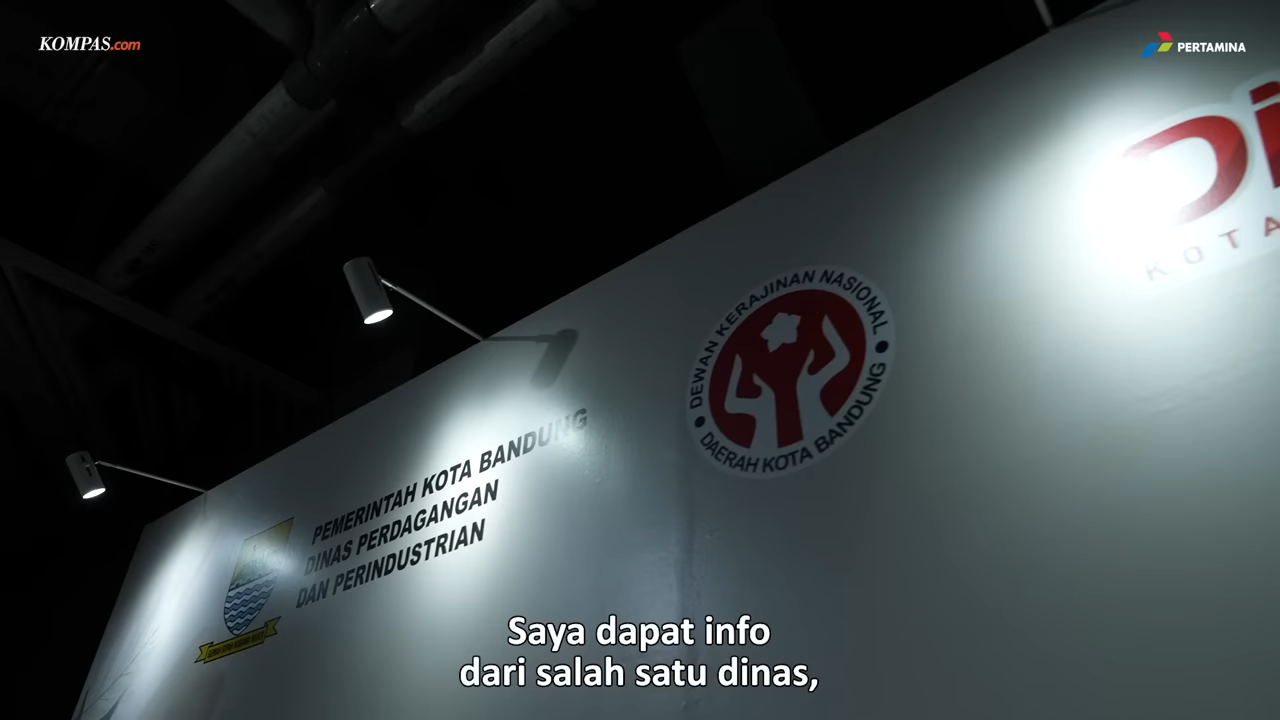 KOMPAS.com
PERTAMINA
KOTA
DEWAN KERAJINAN NASIONAL
DAERAH KOTA BANDUNG
PEMERINTAH KOTA BANDUNG
DINAS PERDAGANGAN
DAN PERINDUSTRIAN
Saya dapat info
dari salah satu dinas,